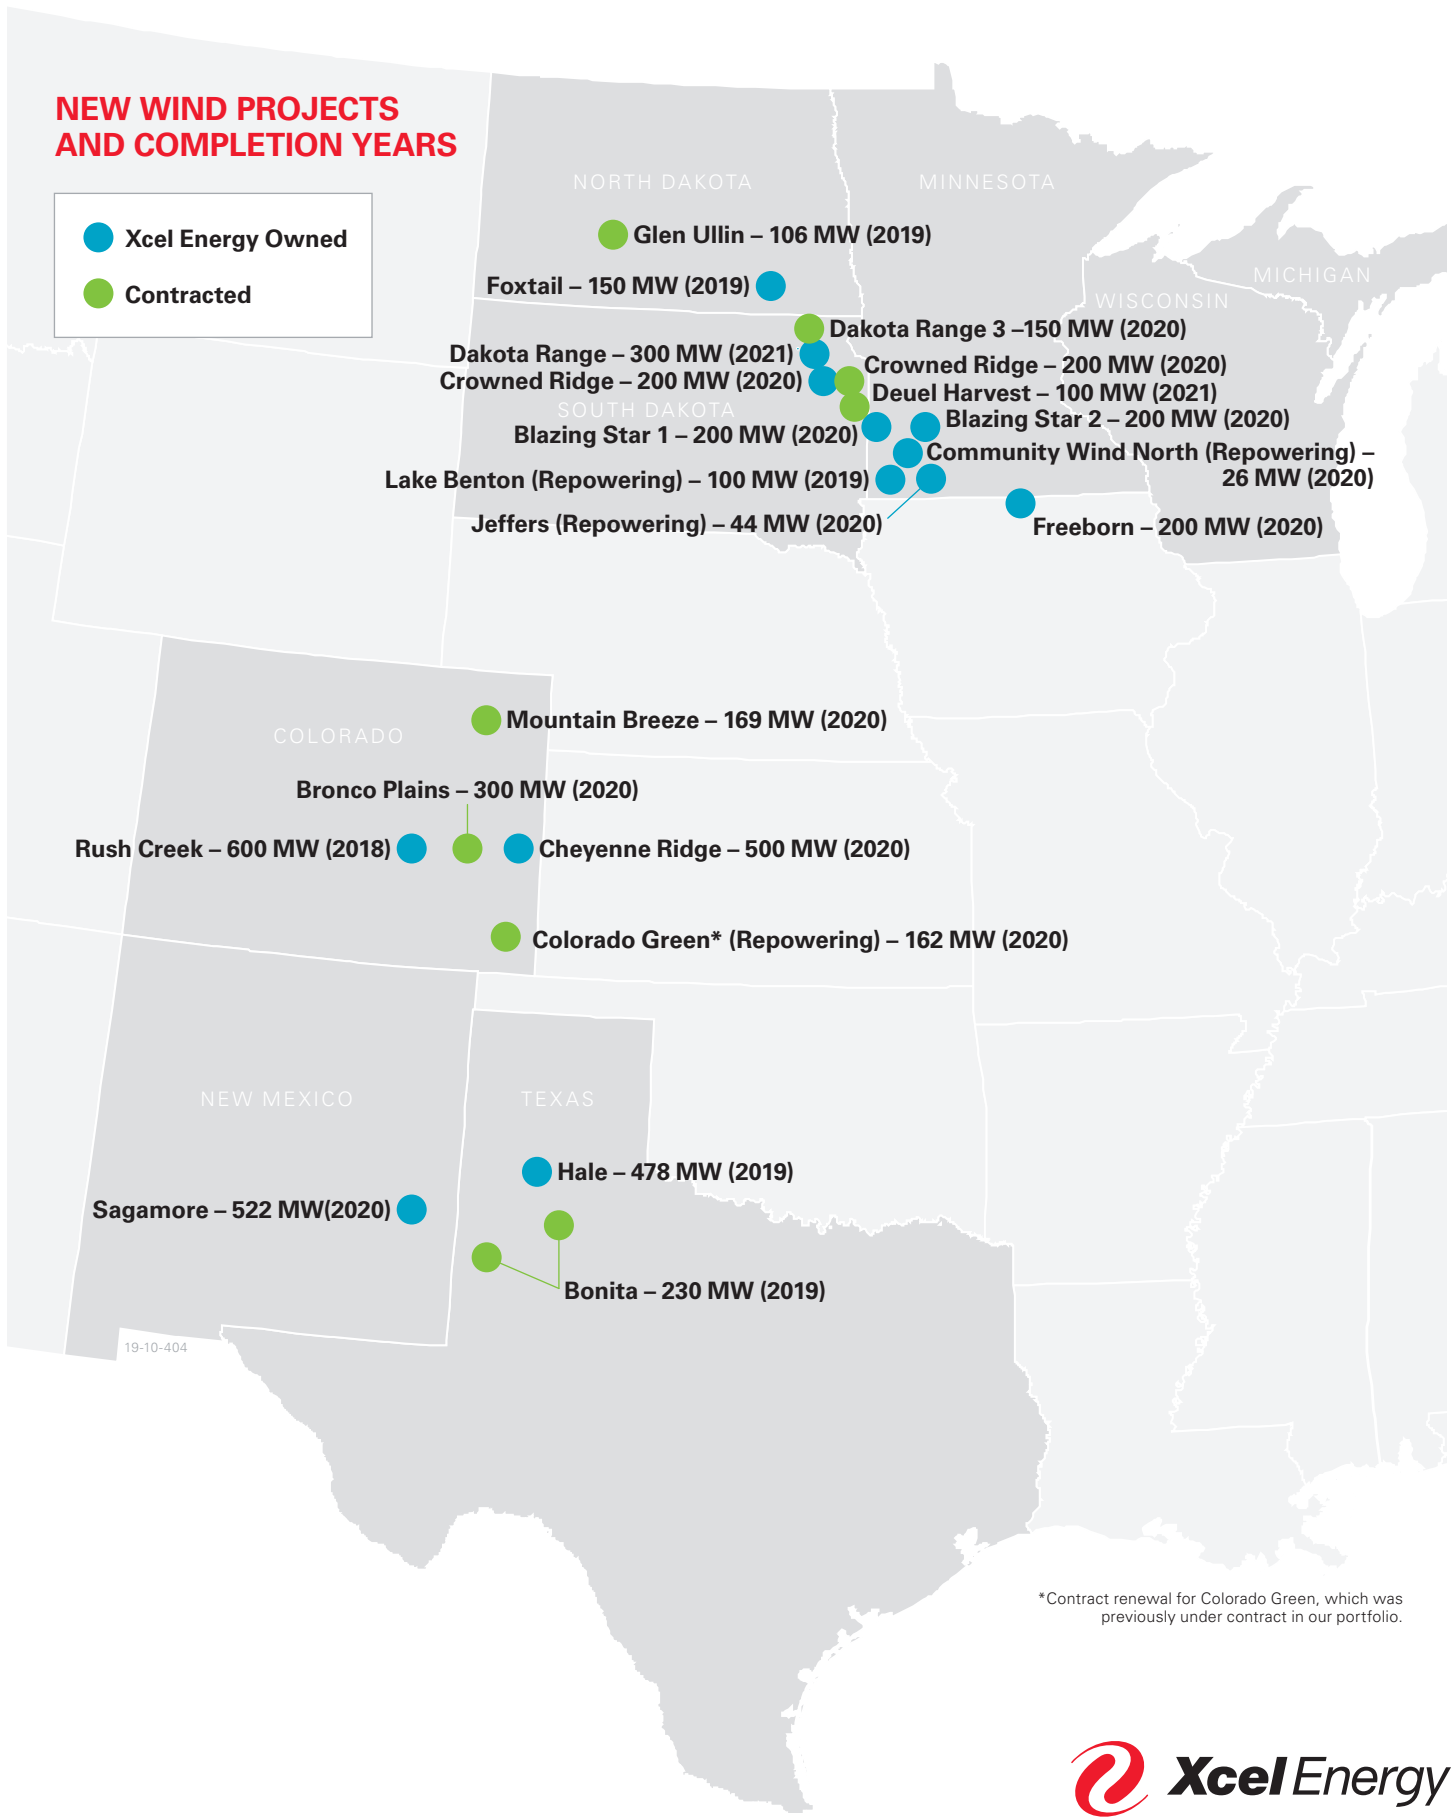 NEW WIND PROJECTS
AND COMPLETION YEARS
Xcel Energy Owned
Contracted
NORTH DAKOTA
MINNESOTA
Glen Ullin – 106 MW (2019)
Foxtail – 150 MW (2019)
MICHIGAN
WISCONSIN
Dakota Range 3 –150 MW (2020)
Dakota Range – 300 MW (2021)
Crowned Ridge – 200 MW (2020)
Crowned Ridge – 200 MW (2020)
Deuel Harvest – 100 MW (2021)
SOUTH DAKOTA
Blazing Star 2 – 200 MW (2020)
Blazing Star 1 – 200 MW (2020)
Community Wind North (Repowering) –
26 MW (2020)
Lake Benton (Repowering) – 100 MW (2019)
Jeffers (Repowering) – 44 MW (2020)
Freeborn – 200 MW (2020)
Mountain Breeze – 169 MW (2020)
COLORADO
Bronco Plains – 300 MW (2020)
Rush Creek – 600 MW (2018)
Cheyenne Ridge – 500 MW (2020)
Colorado Green* (Repowering) – 162 MW (2020)
NEW MEXICO
TEXAS
Hale – 478 MW (2019)
Sagamore – 522 MW(2020)
Bonita – 230 MW (2019)
19-10-404
*Contract renewal for Colorado Green, which was
previously under contract in our portfolio.
Xcel Energy